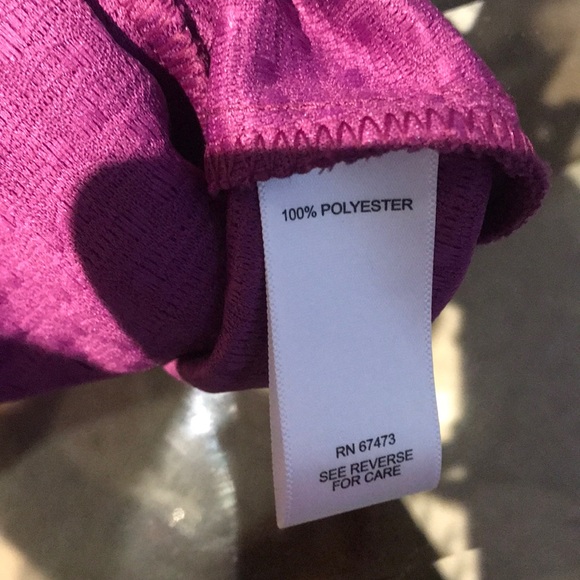 100% POLYESTER
RN 67473
SEE REVERSE
FOR CARE